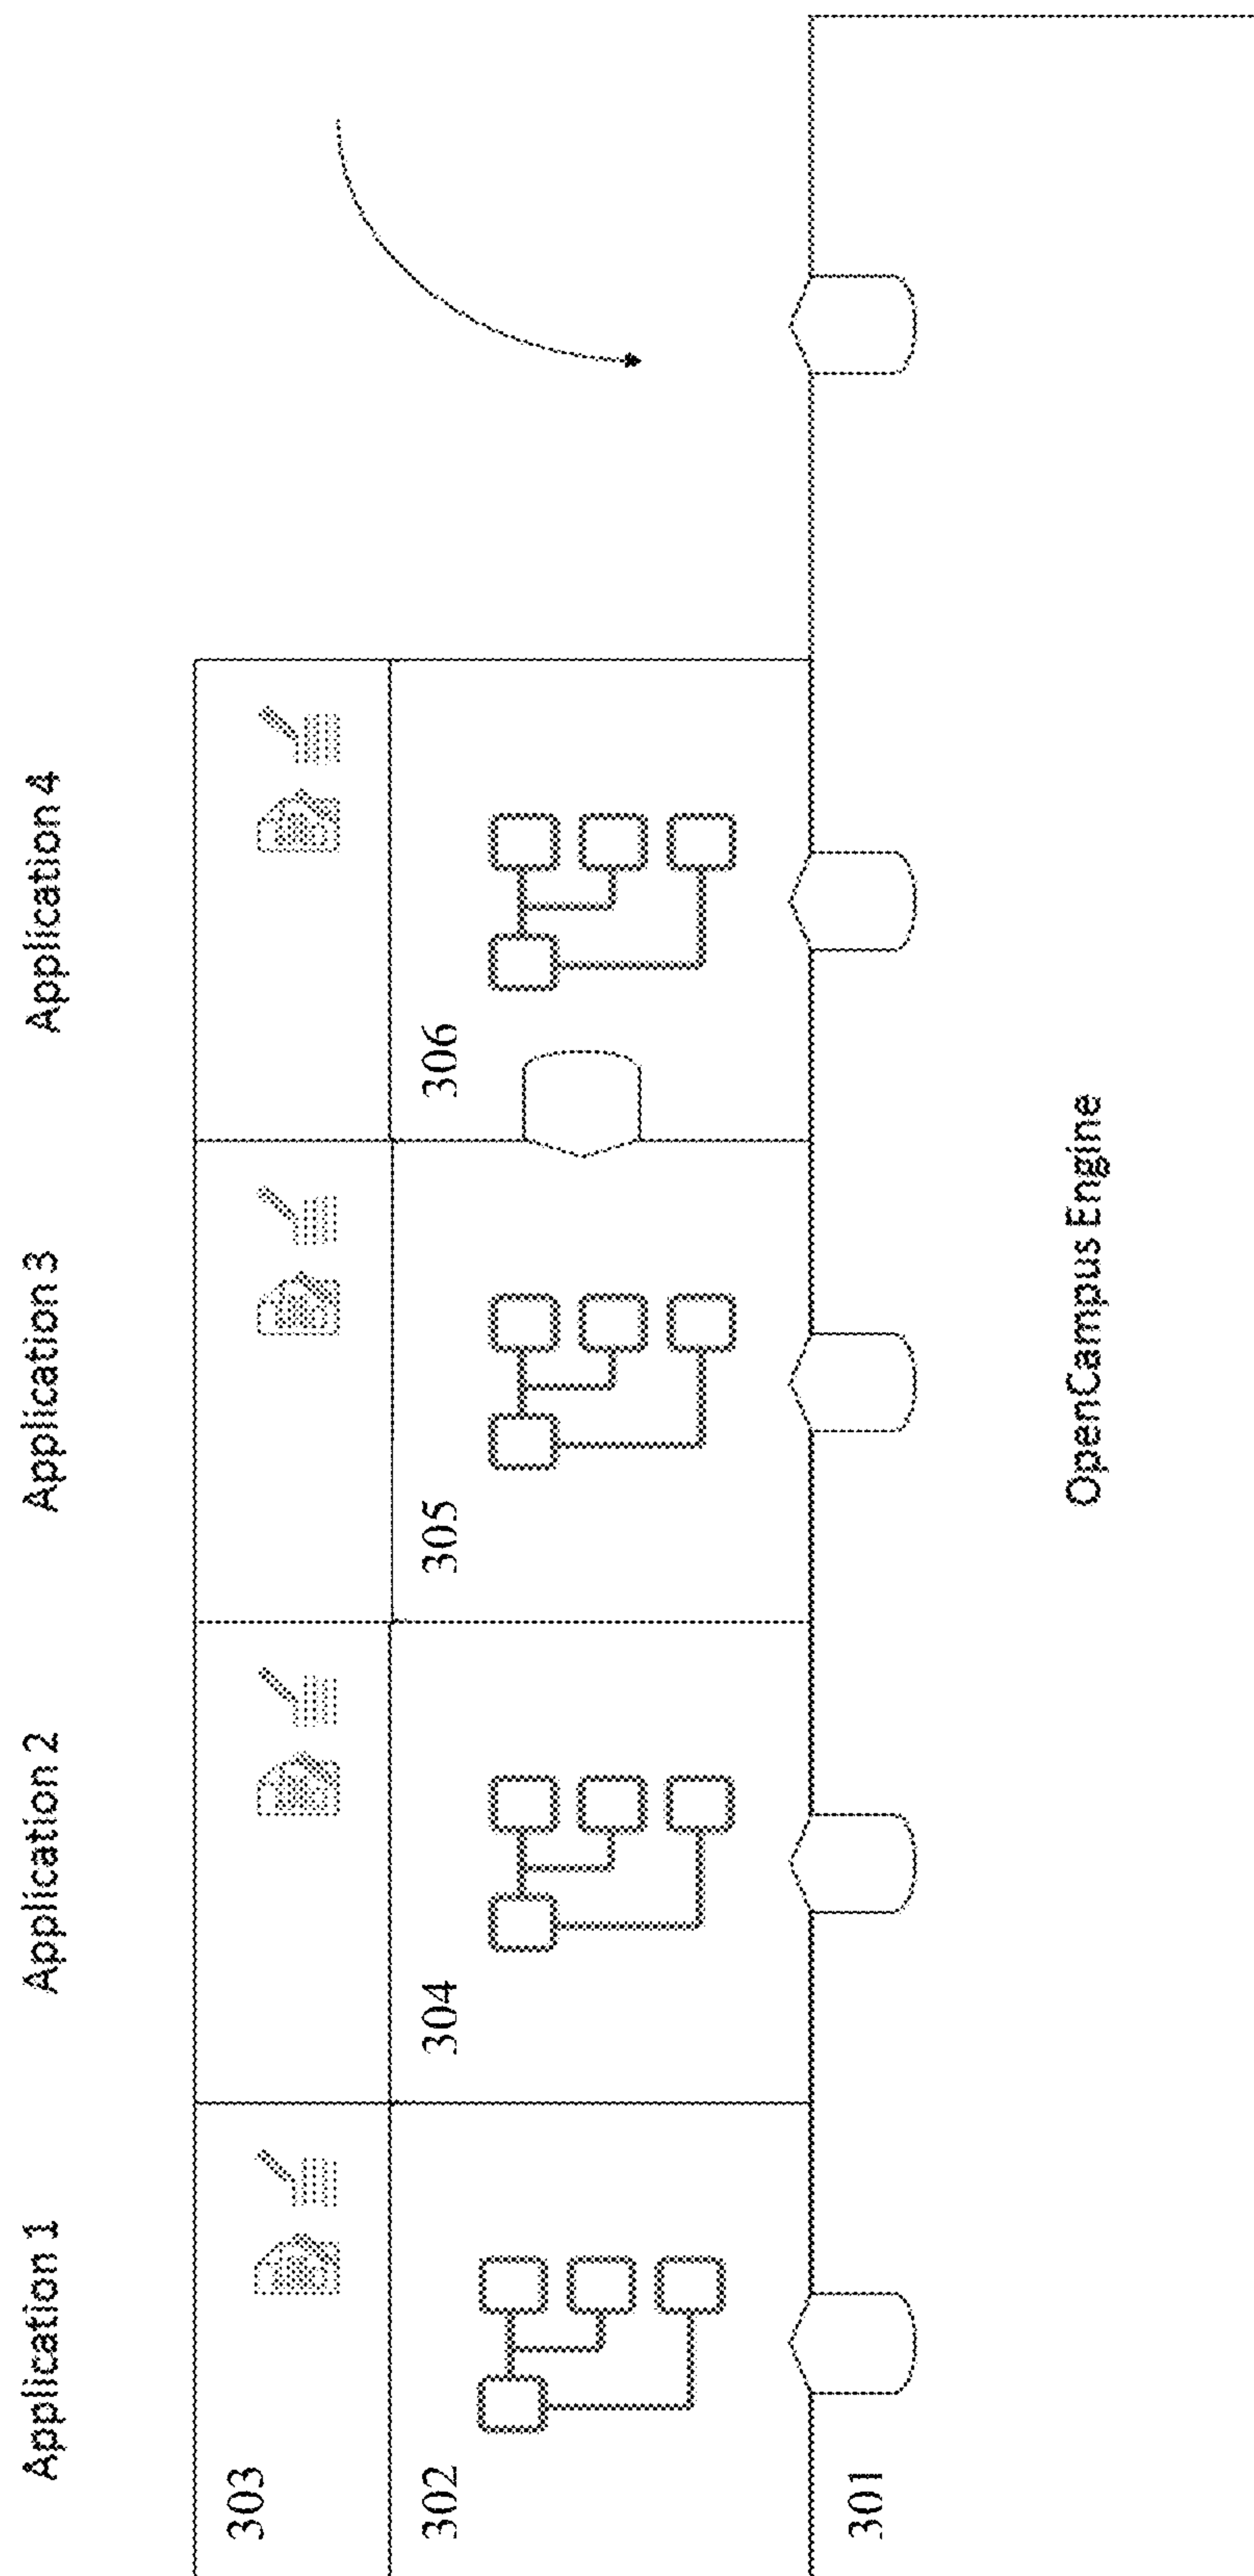 Application 1
Application 2
Application 3
Application 4
303
302
304
305
306
301
OpenCampus Engine